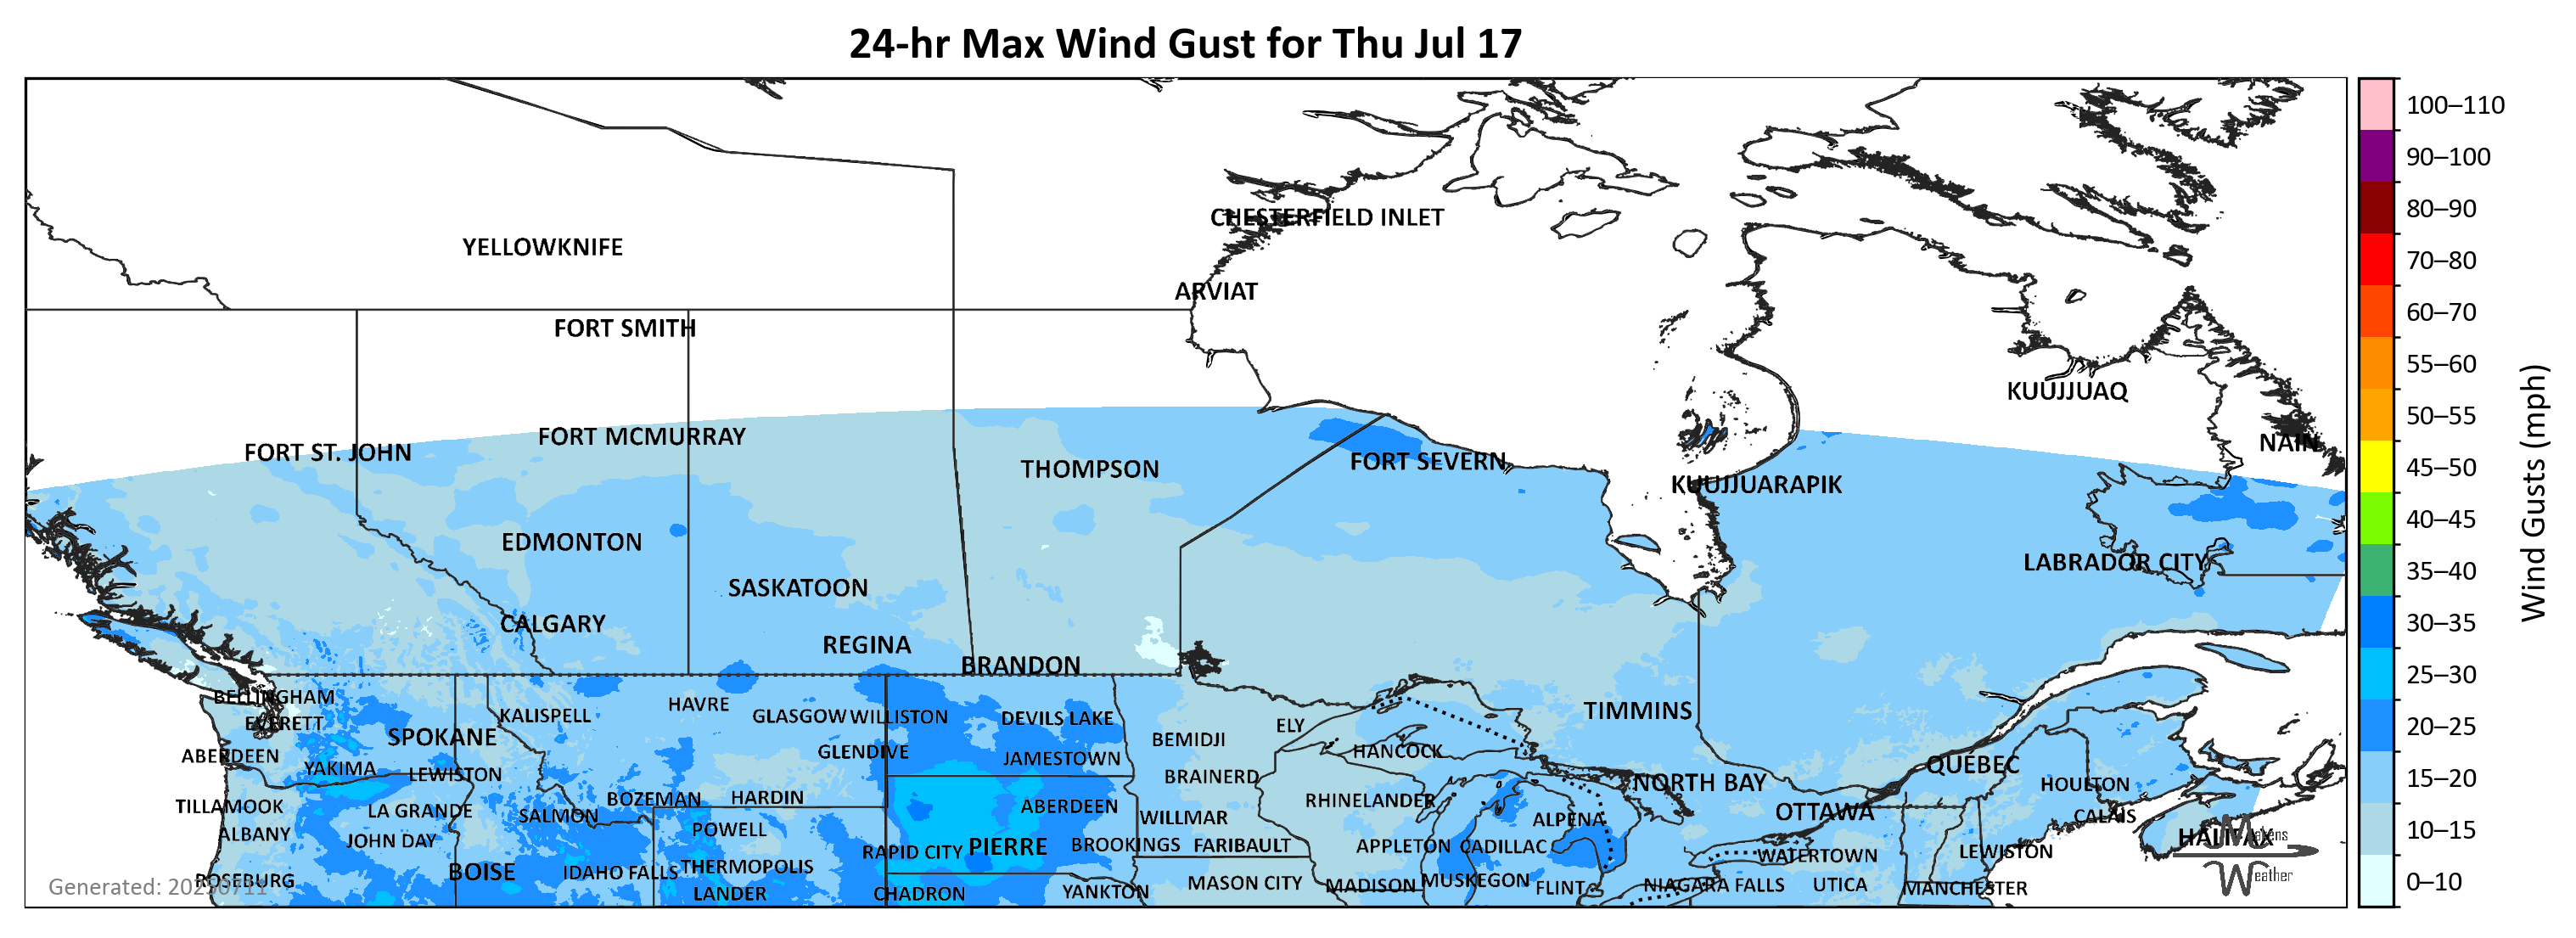 24-hr Max Wind Gust for Thu Jul 17
100–110
90–100
CHESTERFIELD INLET
80–90
YELLOWKNIFE
70–80
ARVIAT
60–70
FORT SMITH
55–60
KUUJJUAQ
50–55
FORT MCMURRAY
NAIN
FORT ST. JOHN
FORT SEVERN
45–50
THOMPSON
KUUJJUARAPIK
40–45
EDMONTON
LABRADOR CITY
35–40
Wind Gusts (mph)
SASKATOON
CALGARY
30–35
REGINA
BRANDON
25–30
BELLINGHAM
HAVRE
TIMMINS
KALISPELL
GLASGOW
WILLISTON
DEVILS LAKE
EVERETT
ELY
20–25
SPOKANE
BEMIDJI
GLENDIVE
HANCOCK
ABERDEEN
JAMESTOWN
QUÉBEC
YAKIMA
LEWISTON
BRAINERD
15–20
NORTH BAY
HOULTON
BOZEMAN
HARDIN
RHINELANDER
TILLAMOOK
ABERDEEN
LA GRANDE
OTTAWA
SALMON
WILLMAR
ALPENA
CALAIS
10–15
ALBANY
POWELL
HALIFAX
Makens
JOHN DAY
PIERRE
BROOKINGS
FARIBAULT
APPLETON
CADILLAC
RAPID CITY
LEWISTON
WATERTOWN
THERMOPOLIS
BOISE
IDAHO FALLS
Weather
ROSEBURG
MUSKEGON
0–10
MASON CITY
MADISON
FLINT
NIAGARA FALLS
UTICA
MANCHESTER
Generated: 20250711
LANDER
CHADRON
YANKTON